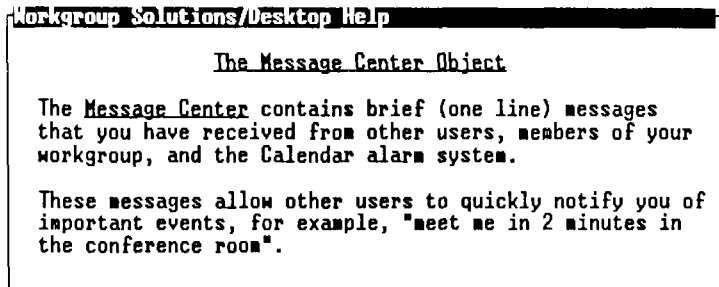 Workgroup Solutions/Desktop Help
The Message Center Object
The Message Center contains brief (one line) messages
that you have received from other users, members of your
workgroup, and the Calendar alarm system.
These messages allow other users to quickly notify you of
important events, for example, "meet me in 2 minutes in
the conference room".